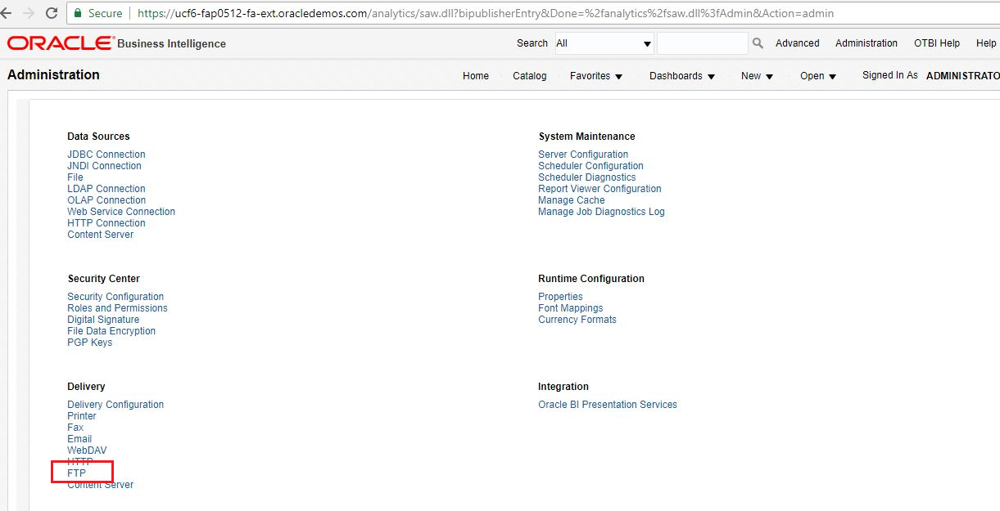 Secure https://ucf6-fap0512-fa-ext.oracledemos.com/analytics/saw.dll?bipublisherEntry&Done=%2fanalytics%2fsaw.dll%3fAdmin&Action=admin
ORACLE Business Intelligence Search All Advanced Administration OTBI Help Help
Administration Home Catalog Favorites Dashboards New Open Signed In As ADMINISTRATO
Data Sources
JDBC Connection
JNDI Connection
File
LDAP Connection
OLAP Connection
Web Service Connection
HTTP Connection
Content Server
System Maintenance
Server Configuration
Scheduler Configuration
Scheduler Diagnostics
Report Viewer Configuration
Manage Cache
Manage Job Diagnostics Log
Security Center
Security Configuration
Roles and Permissions
Digital Signature
File Data Encryption
PGP Keys
Runtime Configuration
Properties
Font Mappings
Currency Formats
Delivery
Delivery Configuration
Printer
Fax
Email
WebDAV
HTTP
FTP
Content Server
Integration
Oracle BI Presentation Services